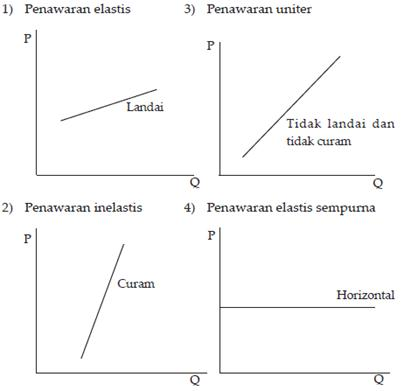 1) Penawaran elastis
P
Landai
Q
3) Penawaran uniter
P
Tidak landai dan
tidak curam
Q
2) Penawaran inelastis
P
Curam
Q
4) Penawaran elastis sempurna
P
Horizontal
Q